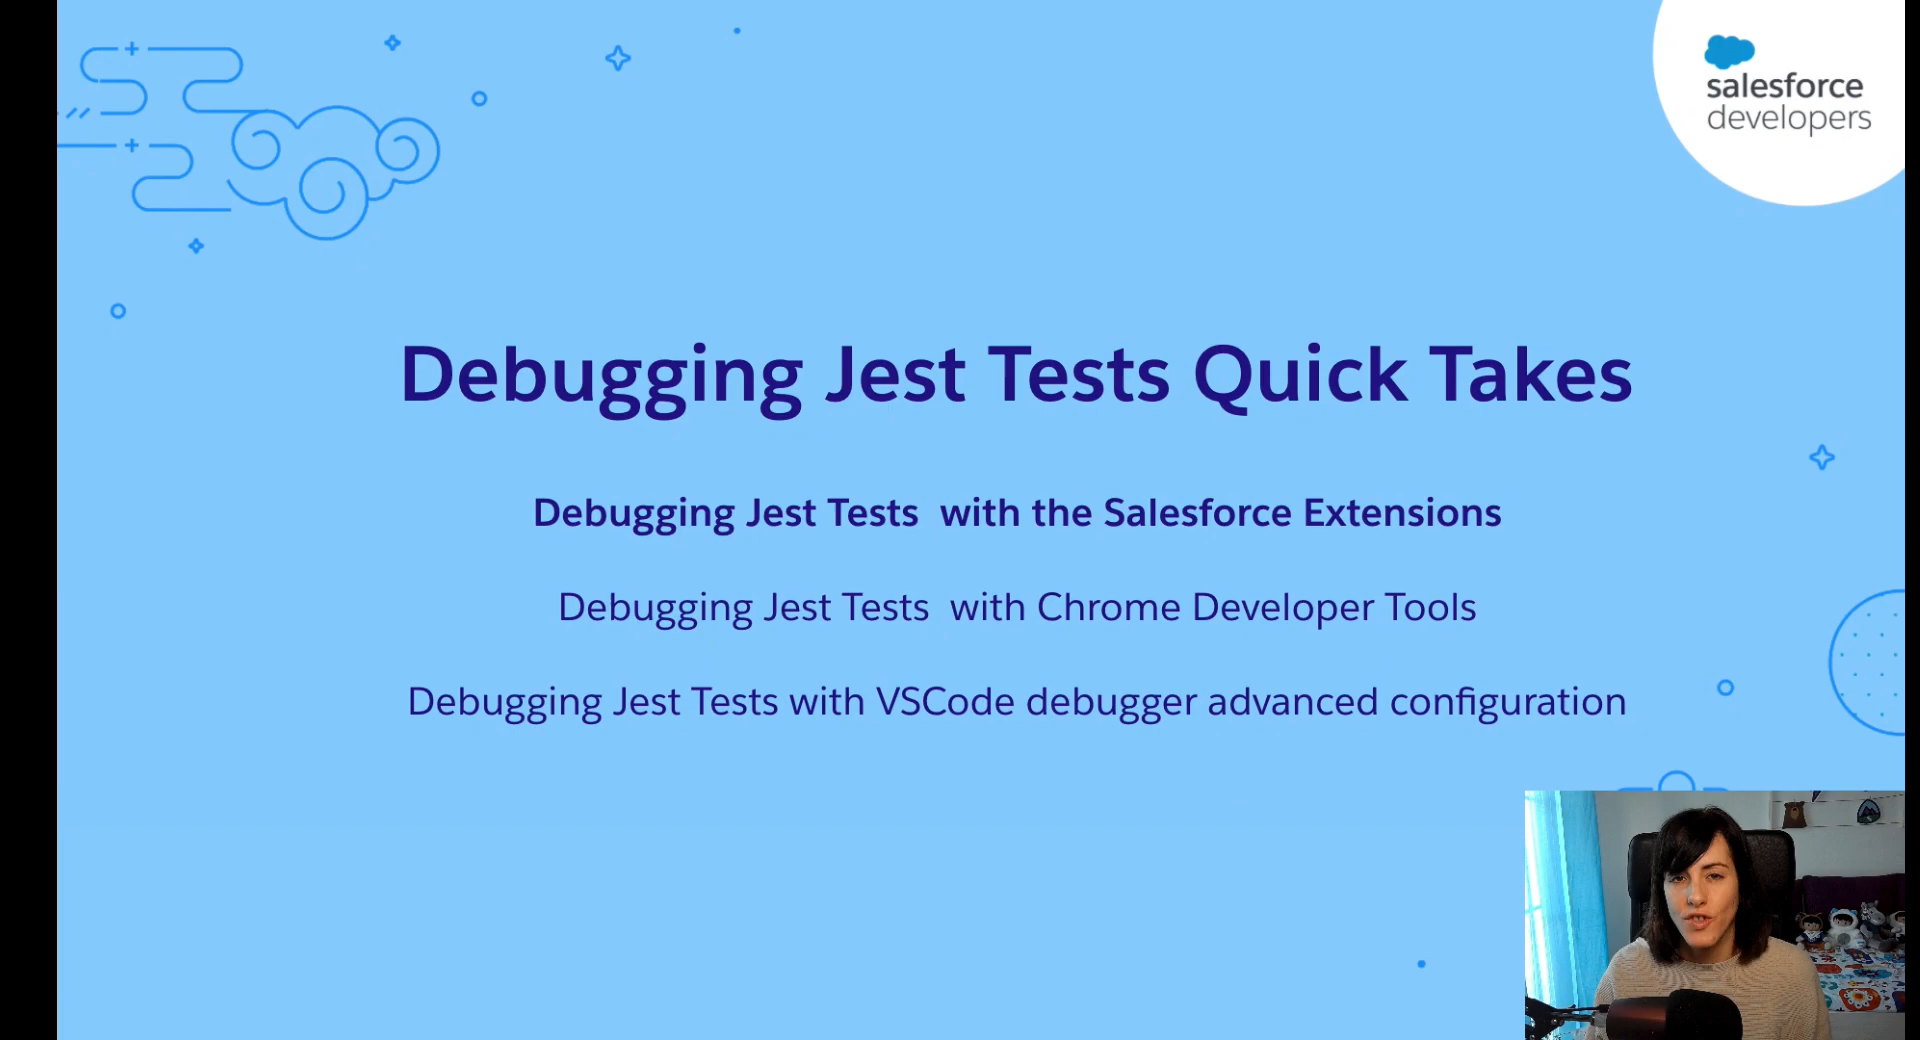 salesforce
developers
Debugging Jest Tests Quick Takes
Debugging Jest Tests with the Salesforce Extensions
Debugging Jest Tests with Chrome Developer Tools
Debugging Jest Tests with VSCode debugger advanced configuration